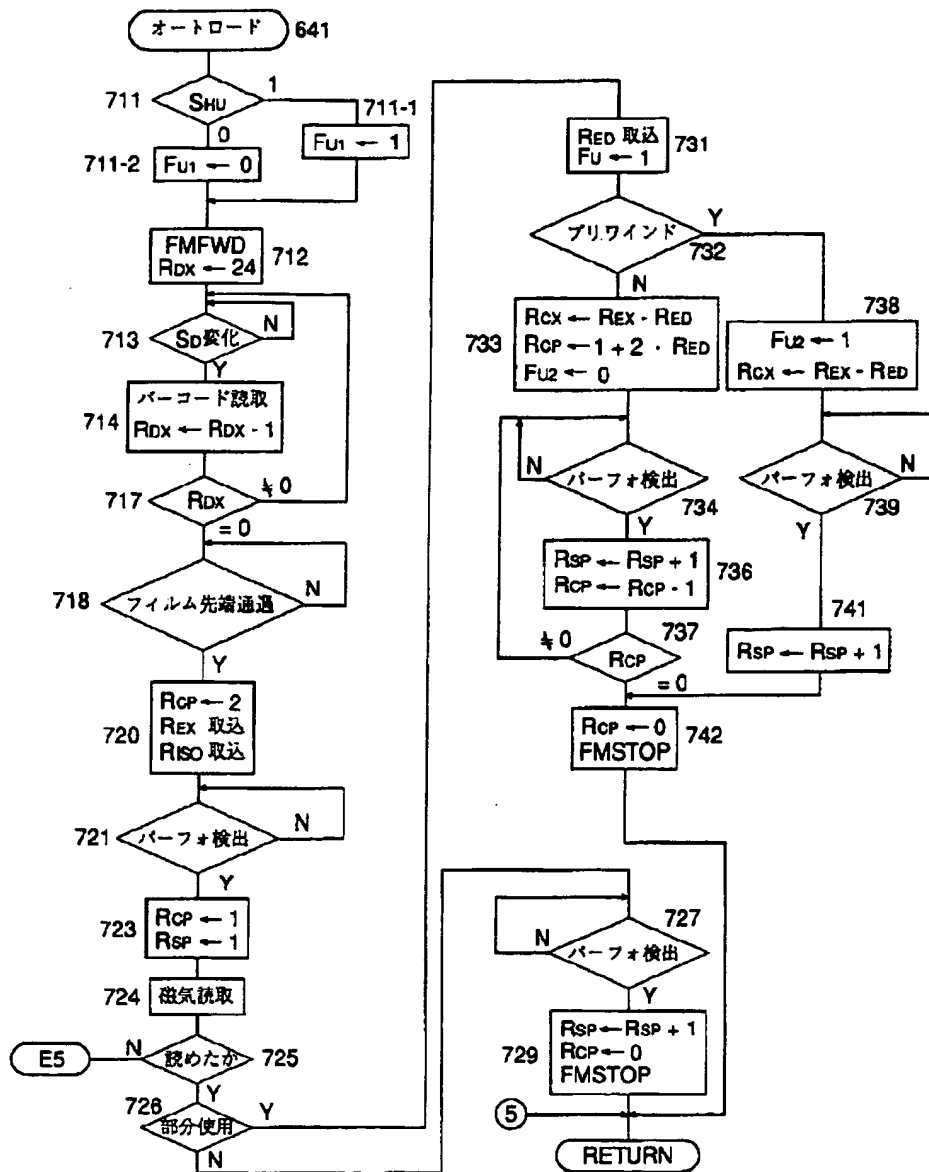 オートロード 641
711 SHU 1
0
711-1
FU1 ← 1
711-2 FU1 ← 0
FMFWD
RDX ← 24
712
713 SD変化 N
Y
714
バーコード読取
RDX ← RDX - 1
717 RDX ≒ 0
= 0
718 フィルム先端通過 N
Y
720
RCP ← 2
REX 取込
RISO 取込
721 パーフォ検出 N
Y
723
RCP ← 1
RSP ← 1
724 磁気読取
E5 N 読めたか 725
Y
726 部分使用 Y
N
RED 取込
FU ← 1
731
プリワインド Y
732
N
733
RCX ← REX - RED
RCP ← 1 + 2 · RED
FU2 ← 0
N パーフォ検出
734
Y
RSP ← RSP + 1
RCP ← RCP - 1
736
737
≒ 0 RCP
= 0
738
FU2 ← 1
RCX ← REX - RED
パーフォ検出 N
739
Y
741
RSP ← RSP + 1
RCP ← 0
FMSTOP
742
727
N パーフォ検出
Y
729
RSP ← RSP + 1
RCP ← 0
FMSTOP
5
RETURN